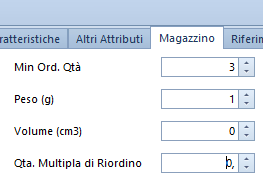 ratteristiche Altri Attributi Magazzino Riferim
Min Ord. Qtà 3
Peso (g) 1
Volume (cm3) 0
Qta. Multipla di Riordino 0,